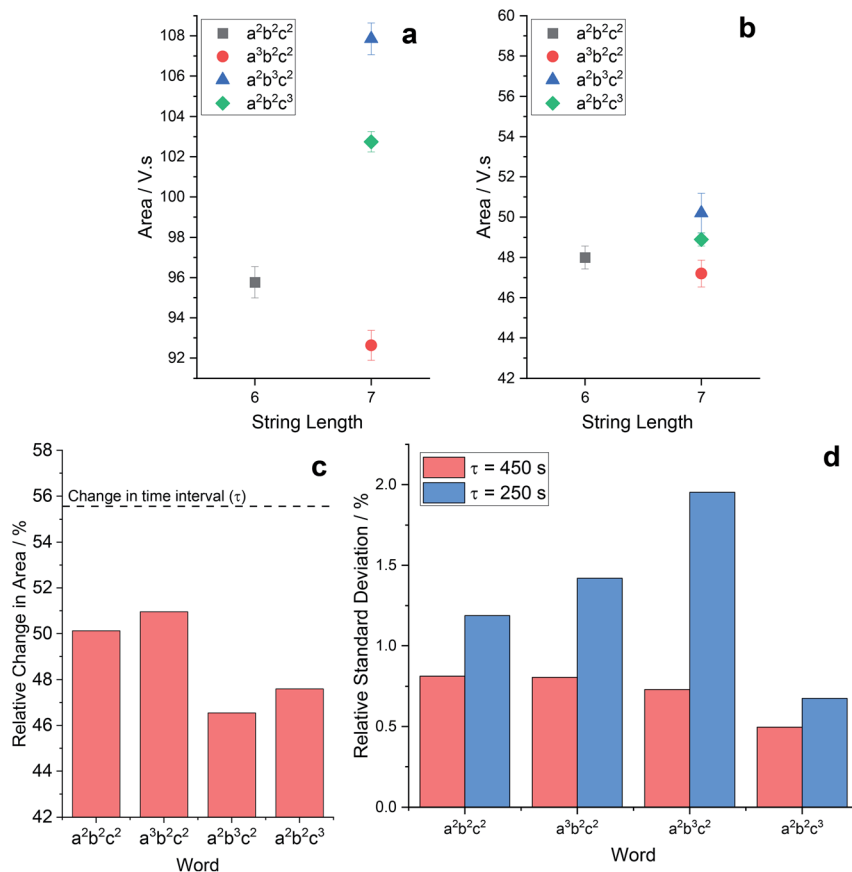 a
a²b²c²
a³b²c²
a²b³c²
a²b²c³
108
106
104
102
100
98
96
94
92
Area / V.s
6
7
String Length
b
a²b²c²
a³b²c²
a²b³c²
a²b²c³
60
58
56
54
52
50
48
46
44
42
Area / V.s
6
7
String Length
c
Change in time interval (τ)
58
56
54
52
50
48
46
44
42
Relative Change in Area / %
a²b²c² a³b²c² a²b³c² a²b²c³
Word
d
τ = 450 s
τ = 250 s
2.0
1.5
1.0
0.5
0.0
Relative Standard Deviation / %
a²b²c² a³b²c² a²b³c² a²b²c³
Word